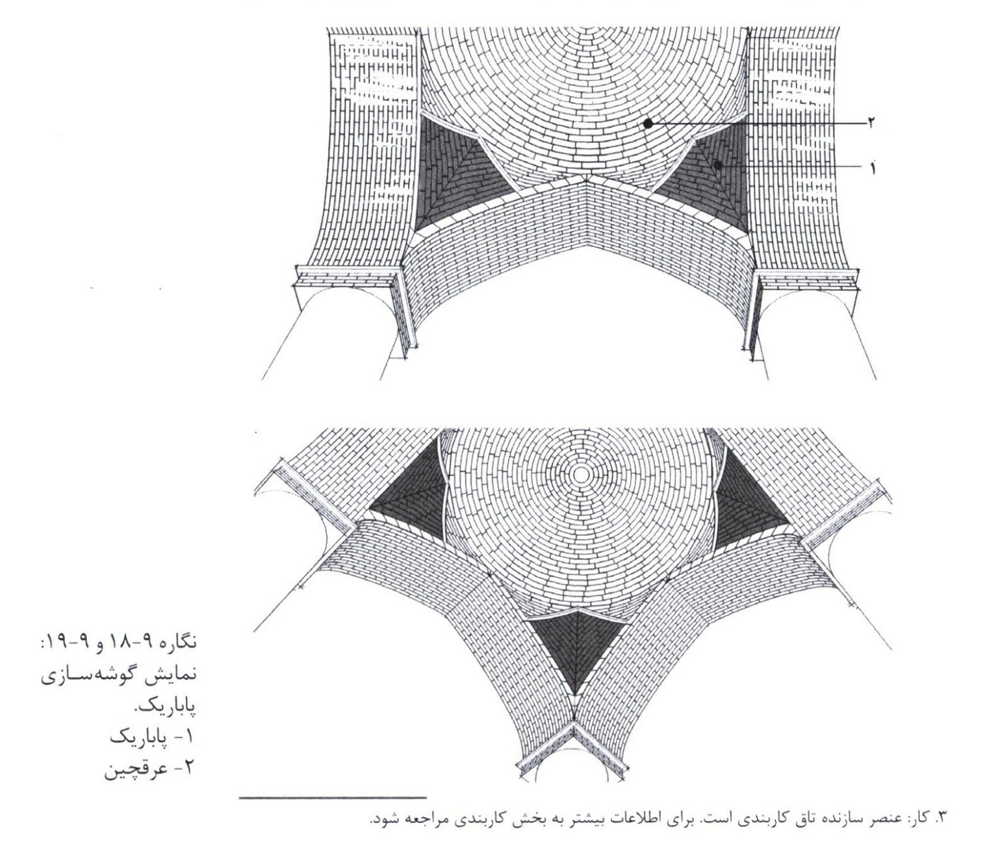 ۲
۱
نگاره ۹-۱۸ و ۹-۱۹:
نمایش گوشه‌سـازی
پاباریک.
۱- پاباریک
۲- عرقچین
۳. کار: عنصر سازنده تاق کاربندی است. برای اطلاعات بیشتر به بخش کاربندی مراجعه شود.